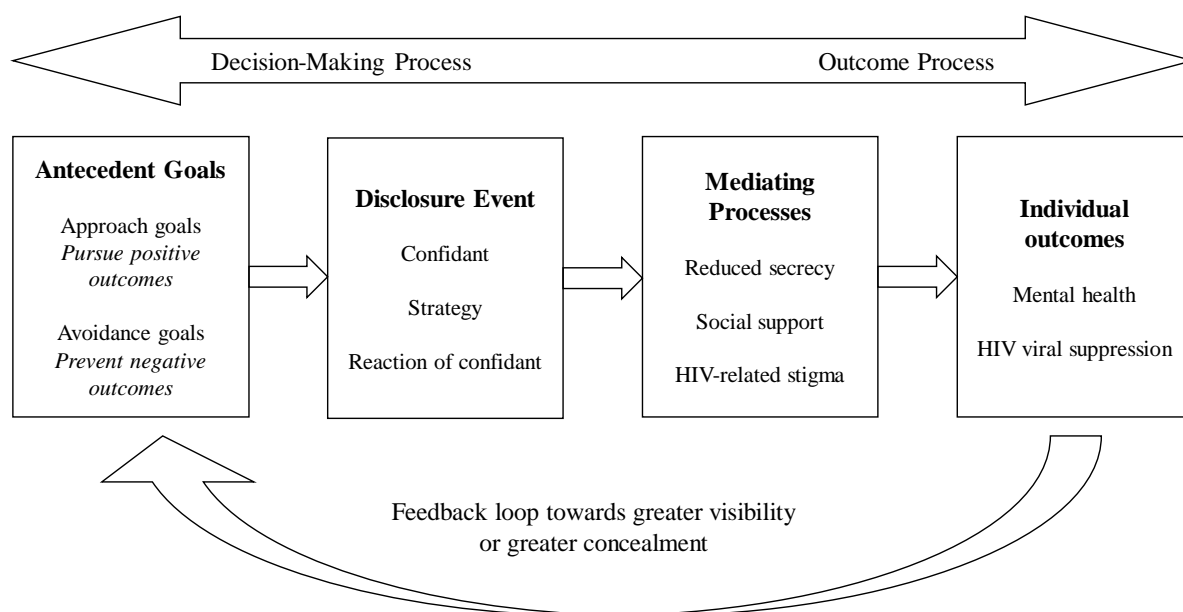 Decision-Making Process
Outcome Process
Antecedent Goals
Approach goals
Pursue positive
outcomes
Avoidance goals
Prevent negative
outcomes
Disclosure Event
Confidant
Strategy
Reaction of confidant
Mediating
Processes
Reduced secrecy
Social support
HIV-related stigma
Individual
outcomes
Mental health
HIV viral suppression
Feedback loop towards greater visibility
or greater concealment